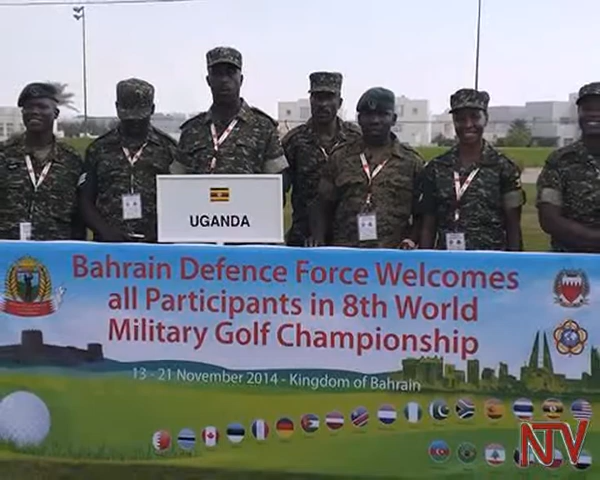 UGANDA
Bahrain Defence Force Welcomes
all Participants in 8th World
Military Golf Championship
13 - 21 November 2014 - Kingdom of Bahrain
NTV